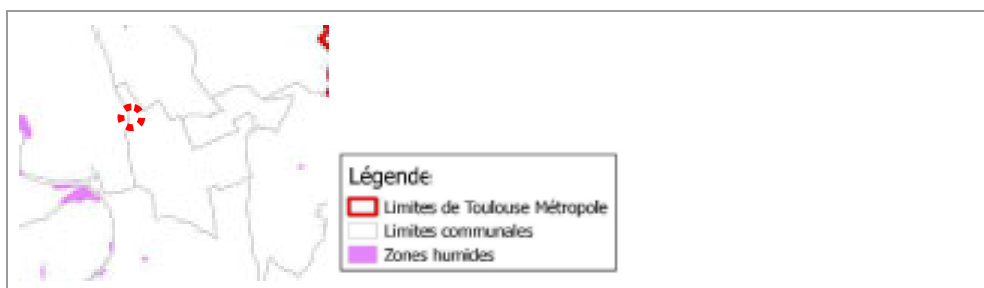 Légende
Limites de Toulouse Métropole
Limites communales
Zones humides